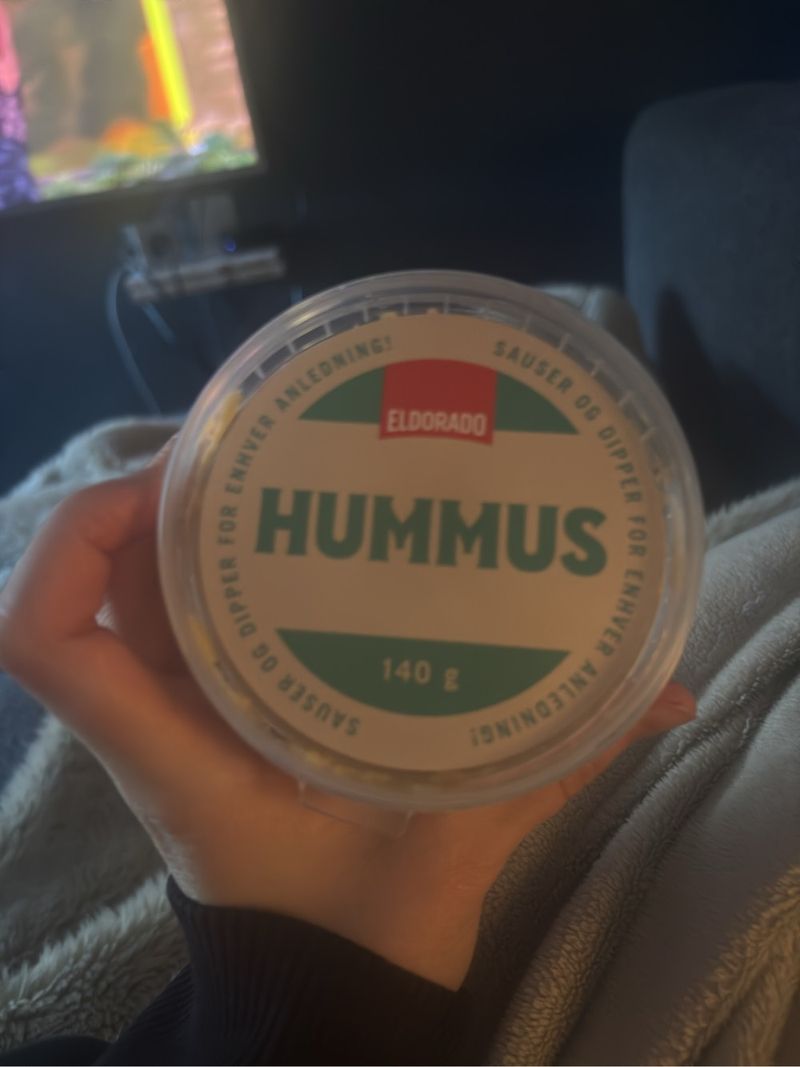 SAUSER OG DIPPER FOR ENHVER ANLEDNING!
SAUSER OG DIPPER FOR ENHVER ANLEDNING!
ELDORADO
HUMMUS
140 g